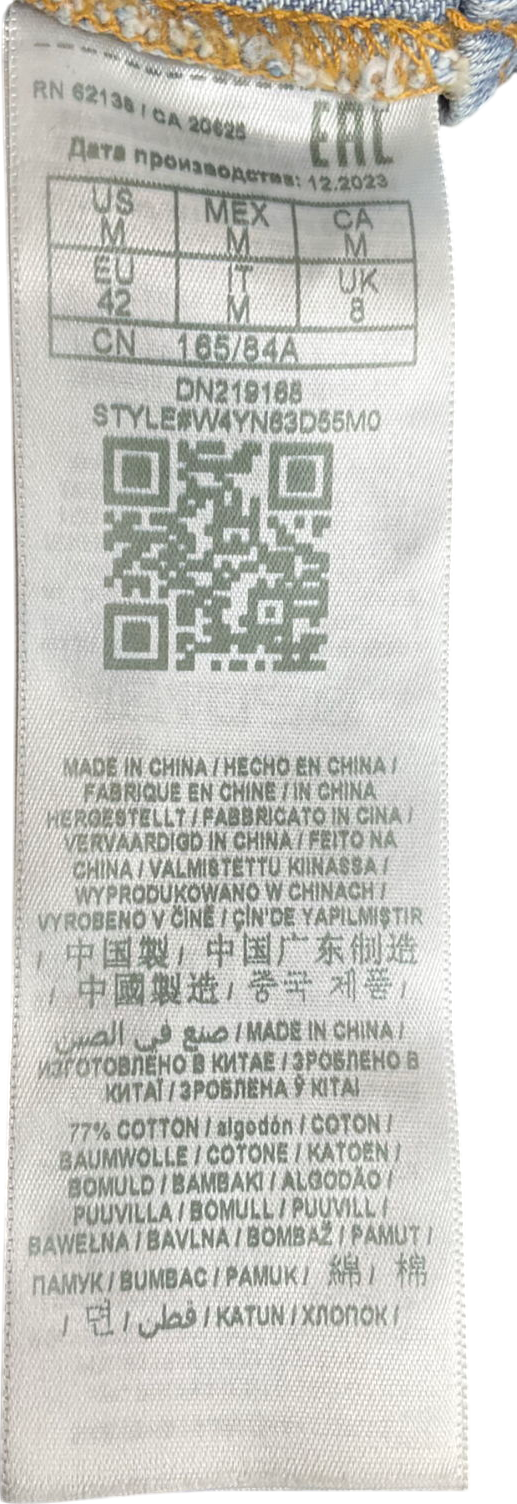 RN 62136 / CA 20625
EAC
Дата производства: 12.2023
US MEX CA
M M M
EU IT UK
42 M 8
CN 165/84A
DN219168
STYLE#W4YN63D55M0
MADE IN CHINA / HECHO EN CHINA /
FABRIQUE EN CHINE / IN CHINA
HERGESTELLT / FABBRICATO IN CINA /
VERVAARDIGD IN CHINA / FEITO NA
CHINA / VALMISTETTU KIINASSA /
WYPRODUKOWANO W CHINACH /
VYROBENO V ČÍNĚ / ÇİN'DE YAPILMIŞTIR
/ 中国製 / 中国广东制造
/ 中國製造 / 중국 제품 /
صنع في الصين / MADE IN CHINA /
ИЗГОТОВЛЕНО В КИТАЕ / ЗРОБЛЕНО В
КИТАЇ / ЗРОБЛЕНА Ў KITAI
77% COTTON / algodón / COTON /
BAUMWOLLE / COTONE / KATOEN /
BOMULD / BAMBAKI / ALGODÃO /
PUUVILLA / BOMULL / PUUVILL /
BAWEŁNA / BAVLNA / BOMBAŽ / PAMUT /
ПАМУК / BUMBAC / PAMUK / 綿 / 棉
/ 면 / قطن / KATUN / ХЛОПОК /